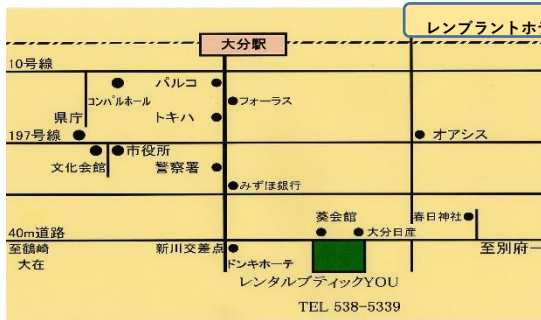 レンブラントホテ
大分駅
10号線
パルコ
コンパルホール
フォーラス
県庁
トキハ
197号線
オアシス
市役所
文化会館
警察署
みずほ銀行
葵会館
春日神社
40m道路
大分日産
至鶴崎
大在
新川交差点
ドンキホーテ
至別府
レンタルブティックYOU
TEL 538-5339